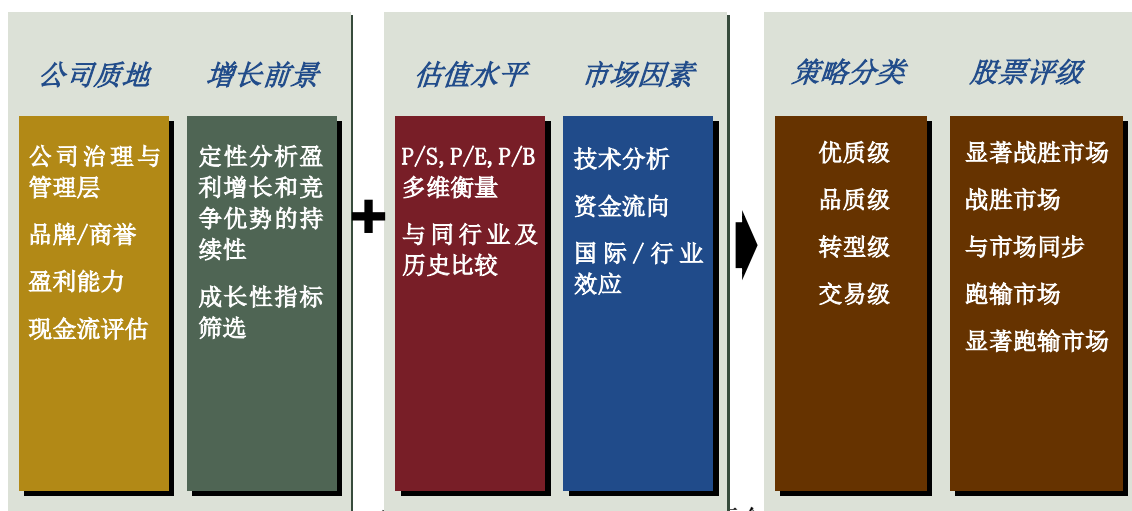 公司质地
增长前景
公司治理与
管理层
品牌/商誉
盈利能力
现金流评估
定性分析盈
利增长和竞
争优势的持
续性
成长性指标
筛选
+
估值水平
市场因素
P/S,P/E,P/B
多维衡量
与同行业及
历史比较
技术分析
资金流向
国际/行业
效应
策略分类
股票评级
优质级
品质级
转型级
交易级
显著战胜市场
战胜市场
与市场同步
跑输市场
显著跑输市场